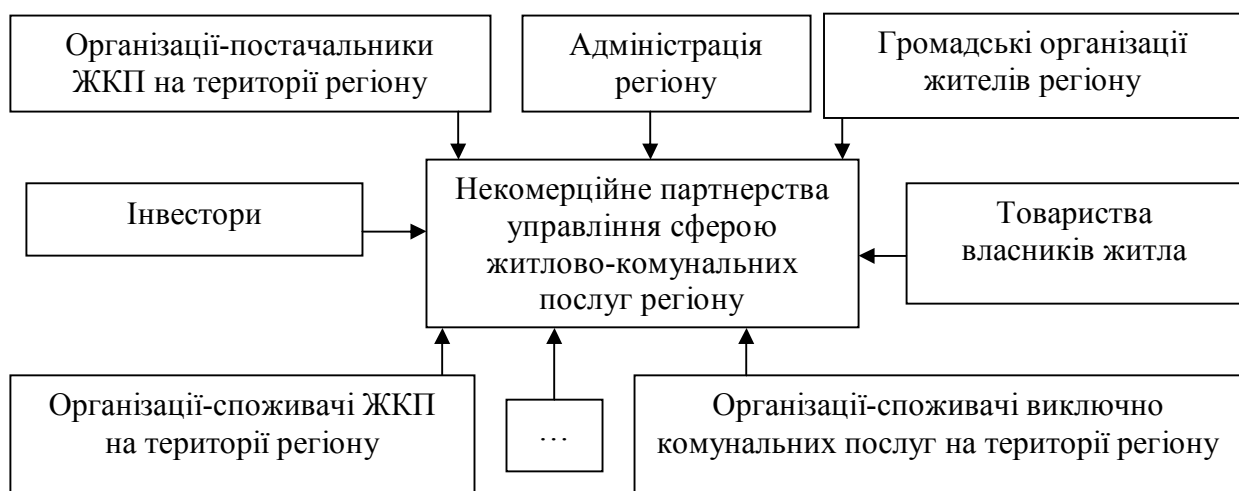 Організації-постачальники
ЖКП на території регіону
Адміністрація
регіону
Громадські організації
жителів регіону
Інвестори
Некомерційне партнерства
управління сферою
житлово-комунальних
послуг регіону
Товариства
власників житла
Організації-споживачі ЖКП
на території регіону
…
Організації-споживачі виключно
комунальних послуг на території регіону